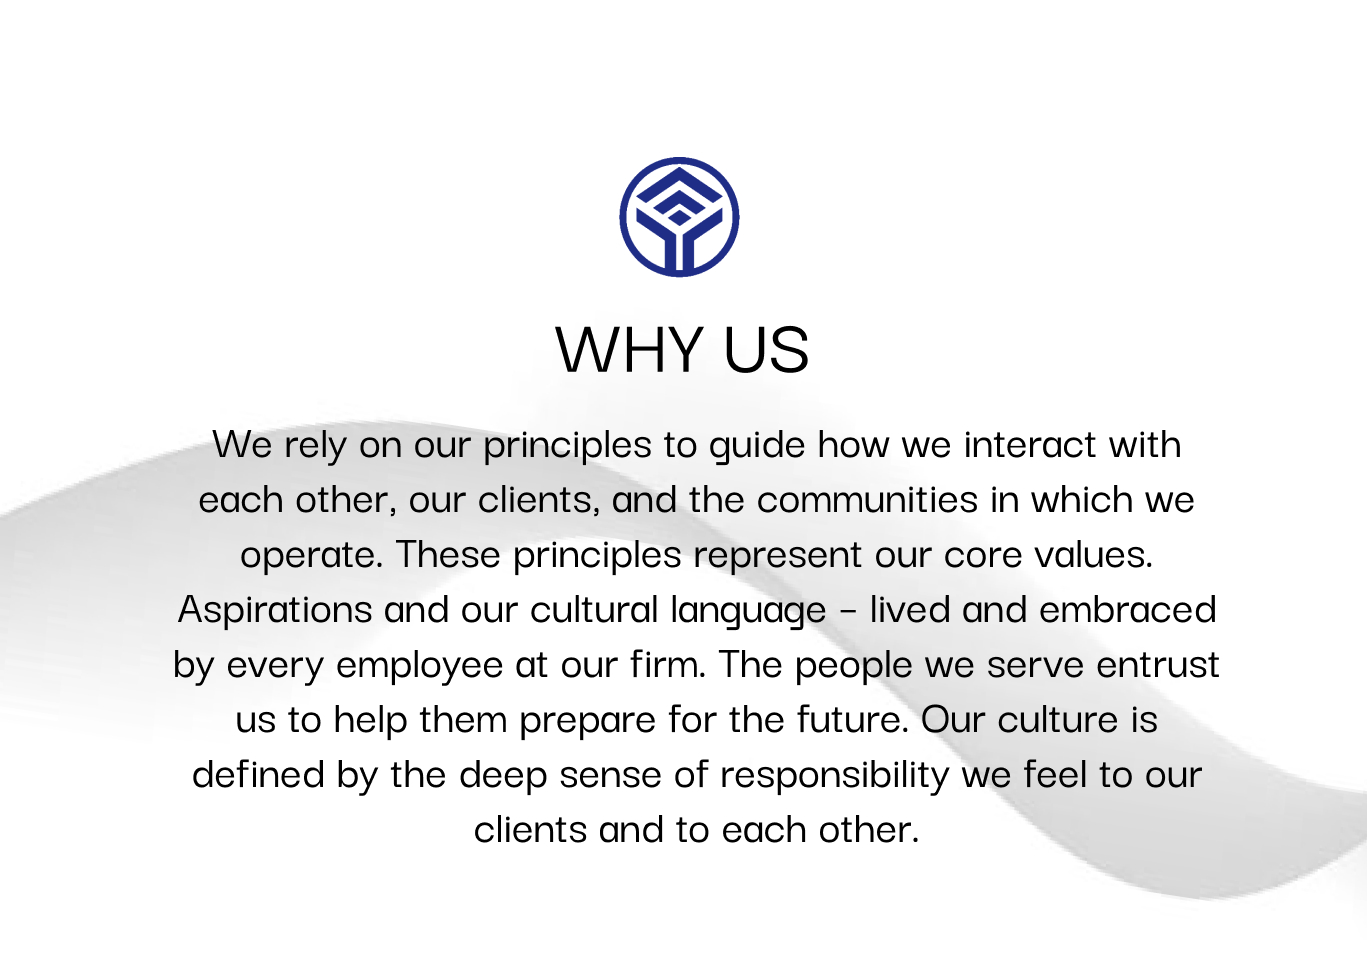 WHY US
We rely on our principles to guide how we interact with
each other, our clients, and the communities in which we
operate. These principles represent our core values.
Aspirations and our cultural language – lived and embraced
by every employee at our firm. The people we serve entrust
us to help them prepare for the future. Our culture is
defined by the deep sense of responsibility we feel to our
clients and to each other.